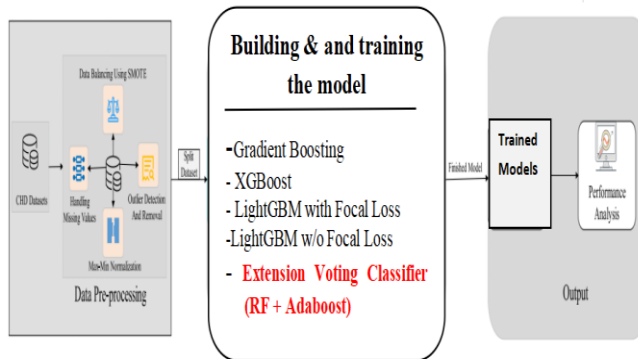 Data Balancing Using SMOTE
CHD Datasets
Handling
Missing Values
Outlier Detection
And Removal
Max-Min Normalization
Data Pre-processing
Split
Dataset
Building & and training
the model
-Gradient Boosting
- XGBoost
- LightGBM with Focal Loss
-LightGBM w/o Focal Loss
- Extension Voting Classifier
(RF + Adaboost)
Finished Model
Trained
Models
Performance
Analysis
Output